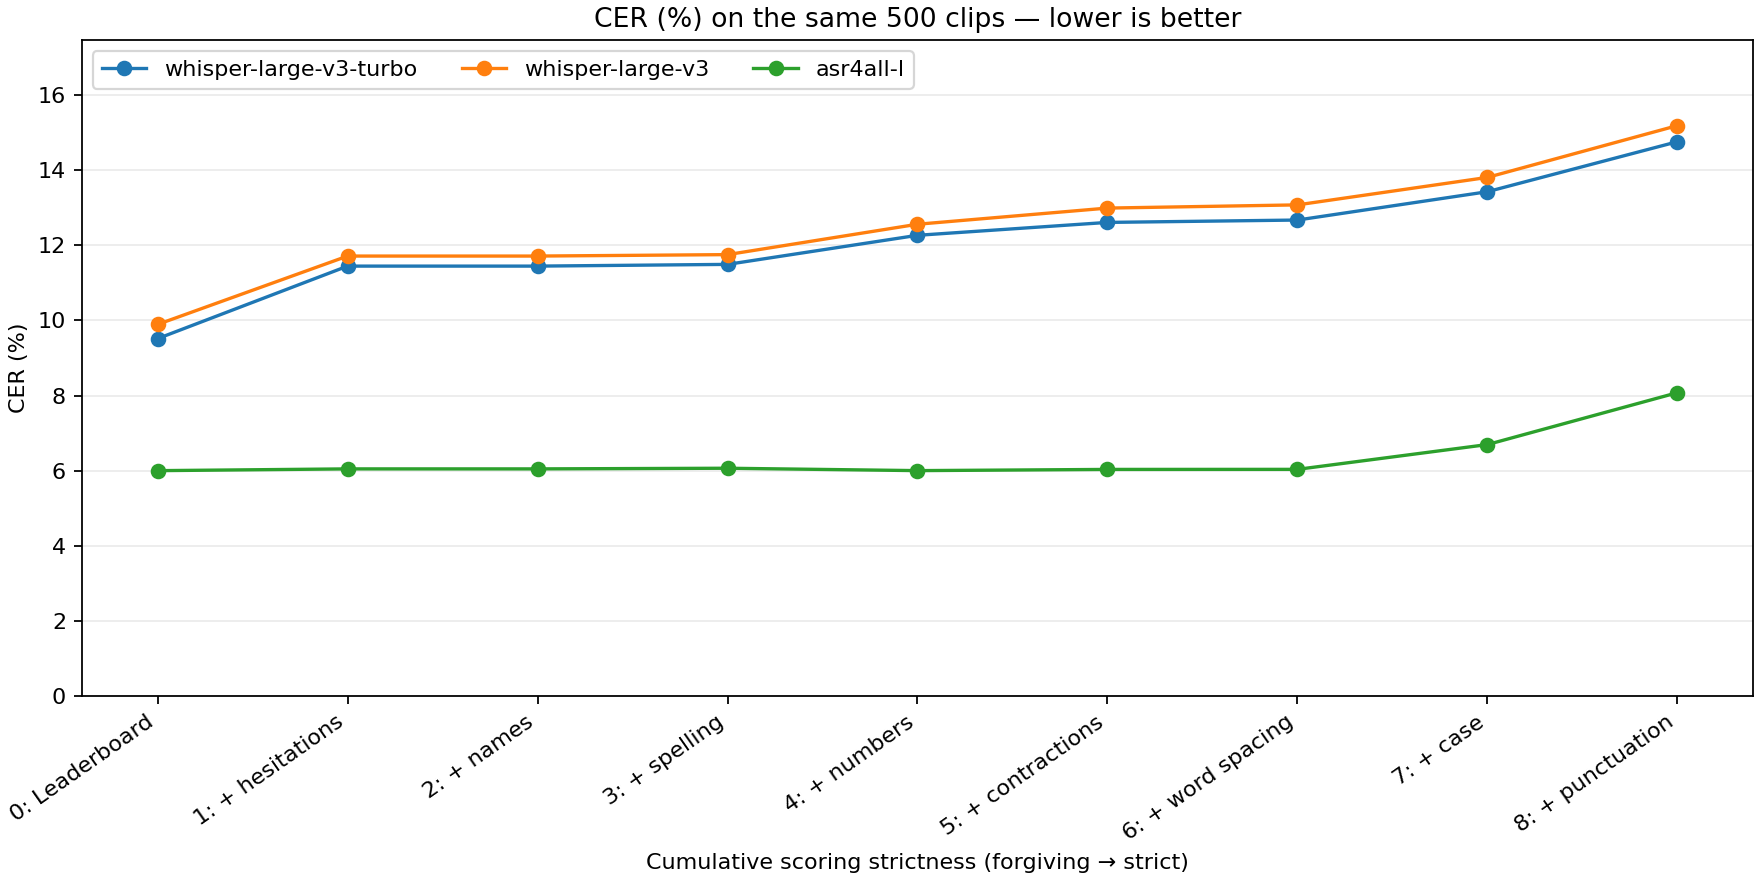 CER (%) on the same 500 clips — lower is better
whisper-large-v3-turbo whisper-large-v3 asr4all-l
CER (%)
16
14
12
10
8
6
4
2
0
0: Leaderboard
1: + hesitations
2: + names
3: + spelling
4: + numbers
5: + contractions
6: + word spacing
7: + case
8: + punctuation
Cumulative scoring strictness (forgiving → strict)